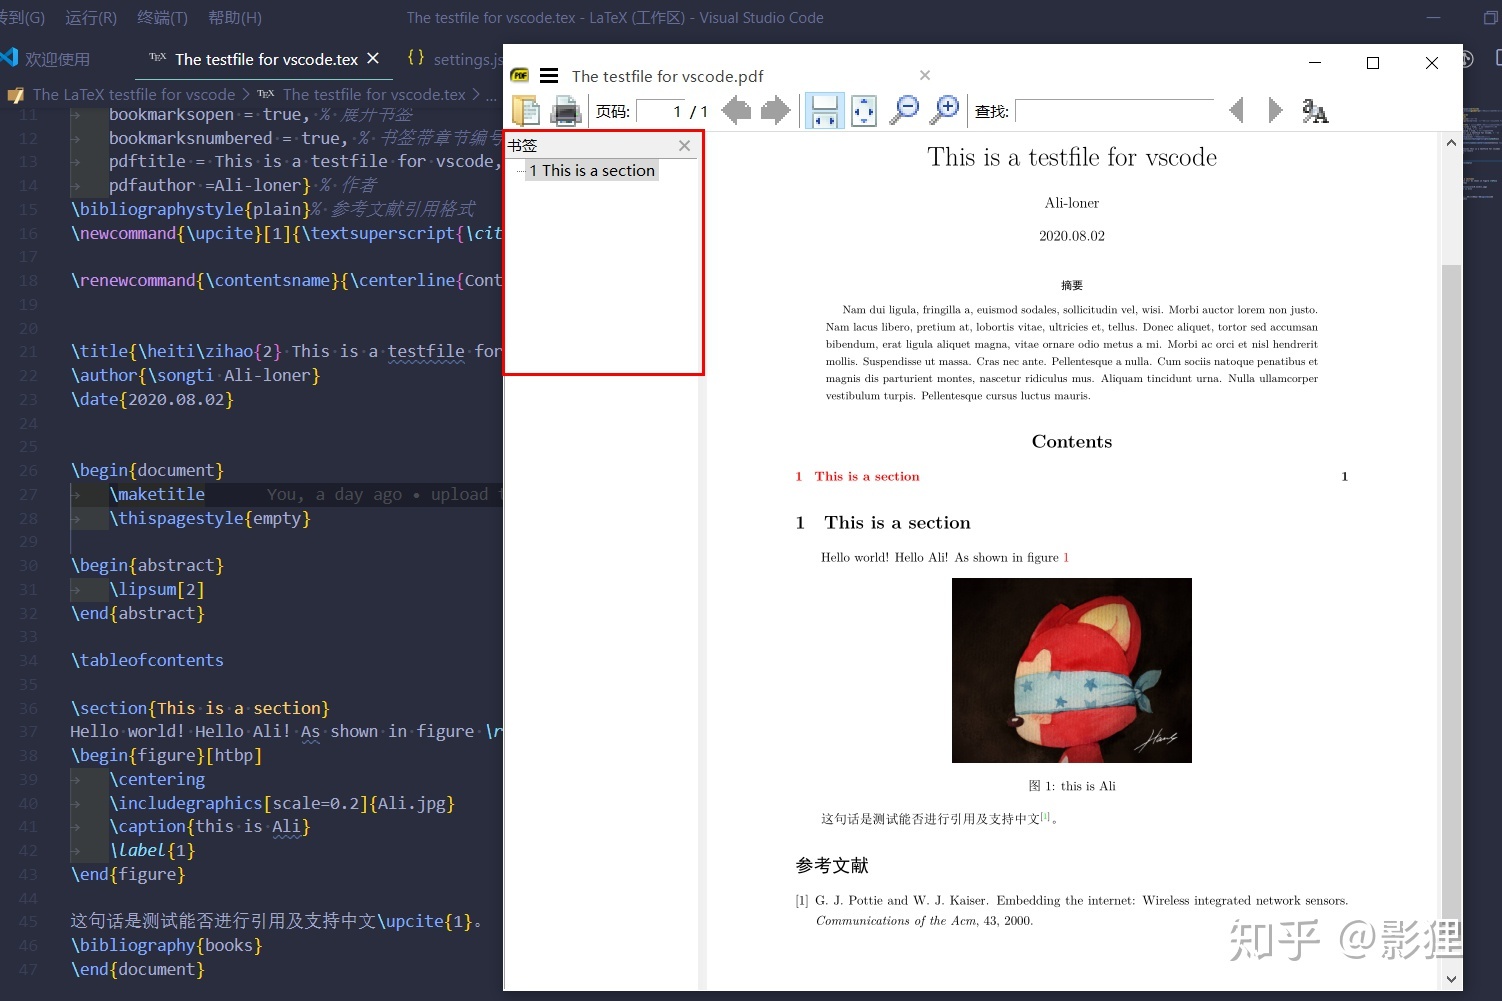 转到(G) 运行(R) 终端(T) 帮助(H) The testfile for vscode.tex - LaTeX (工作区) - Visual Studio Code
欢迎使用 TEX The testfile for vscode.tex {} settings.js
The LaTeX testfile for vscode > TEX The testfile for vscode.tex > ...
11 bookmarksopen = true, % 展开书签
12 bookmarksnumbered = true, % 书签带章节编号
13 pdftitle = This is a testfile for vscode,
14 pdfauthor =Ali-loner} % 作者
15 \bibliographystyle{plain}% 参考文献引用格式
16 \newcommand{\upcite}[1]{\textsuperscript{\cit
17
18 \renewcommand{\contentsname}{\centerline{Cont
19
20
21 \title{\heiti\zihao{2} This is a testfile for
22 \author{\songti Ali-loner}
23 \date{2020.08.02}
24
25
26 \begin{document}
27 \maketitle You, a day ago • upload t
28 \thispagestyle{empty}
29
30 \begin{abstract}
31 \lipsum[2]
32 \end{abstract}
33
34 \tableofcontents
35
36 \section{This is a section}
37 Hello world! Hello Ali! As shown in figure \r
38 \begin{figure}[htbp]
39 \centering
40 \includegraphics[scale=0.2]{Ali.jpg}
41 \caption{this is Ali}
42 \label{1}
43 \end{figure}
44
45 这句话是测试能否进行引用及支持中文\upcite{1}。
46 \bibliography{books}
47 \end{document}
PDF The testfile for vscode.pdf
页码: 1 / 1 查找:
书签
1 This is a section
This is a testfile for vscode
Ali-loner
2020.08.02
摘要
Nam dui ligula, fringilla a, euismod sodales, sollicitudin vel, wisi. Morbi auctor lorem non justo.
Nam lacus libero, pretium at, lobortis vitae, ultricies et, tellus. Donec aliquet, tortor sed accumsan
bibendum, erat ligula aliquet magna, vitae ornare odio metus a mi. Morbi ac orci et nisl hendrerit
mollis. Suspendisse ut massa. Cras nec ante. Pellentesque a nulla. Cum sociis natoque penatibus et
magnis dis parturient montes, nascetur ridiculus mus. Aliquam tincidunt urna. Nulla ullamcorper
vestibulum turpis. Pellentesque cursus luctus mauris.
Contents
1 This is a section 1
1 This is a section
Hello world! Hello Ali! As shown in figure 1
图 1: this is Ali
这句话是测试能否进行引用及支持中文[1]。
参考文献
[1] G. J. Pottie and W. J. Kaiser. Embedding the internet: Wireless integrated network sensors.
Communications of the Acm, 43, 2000.
知乎 @影狸